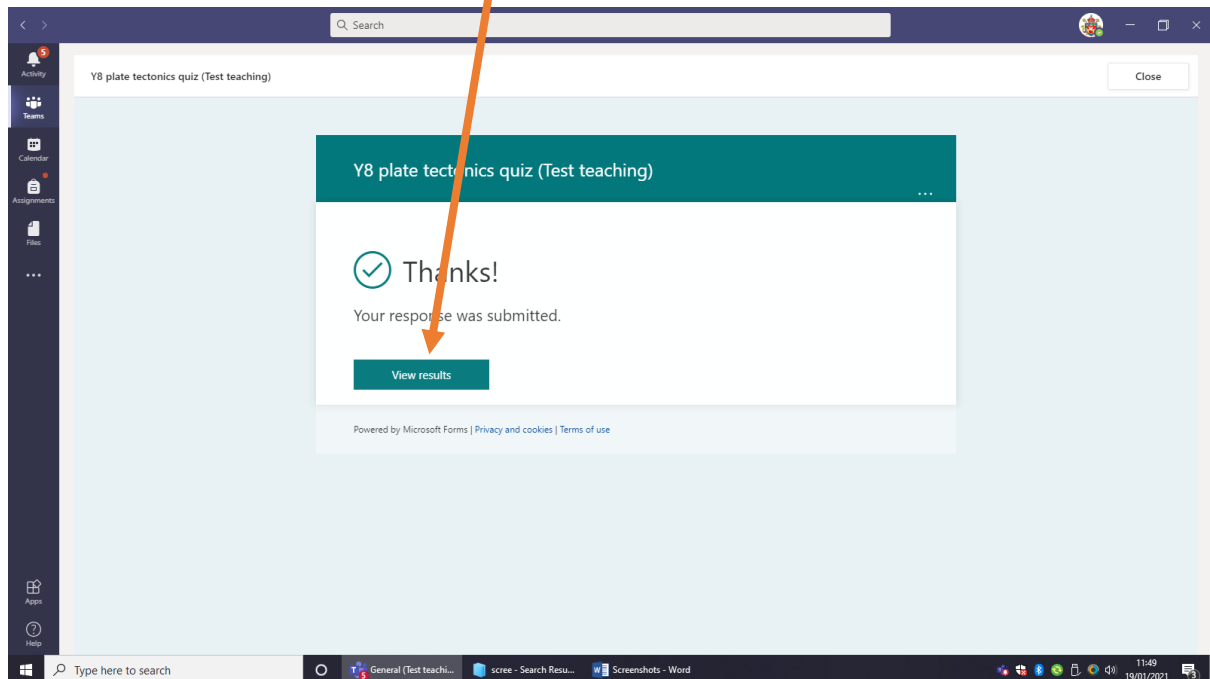 Search
5
Activity
Y8 plate tectonics quiz (Test teaching)
Close
Teams
Calendar
Assignments
Files
Y8 plate tectonics quiz (Test teaching)
...
Thanks!
Your response was submitted.
View results
Powered by Microsoft Forms | Privacy and cookies | Terms of use
Apps
Help
Type here to search
General (Test teachi...
scree - Search Resu...
Screenshots - Word
11:49
19/01/2021